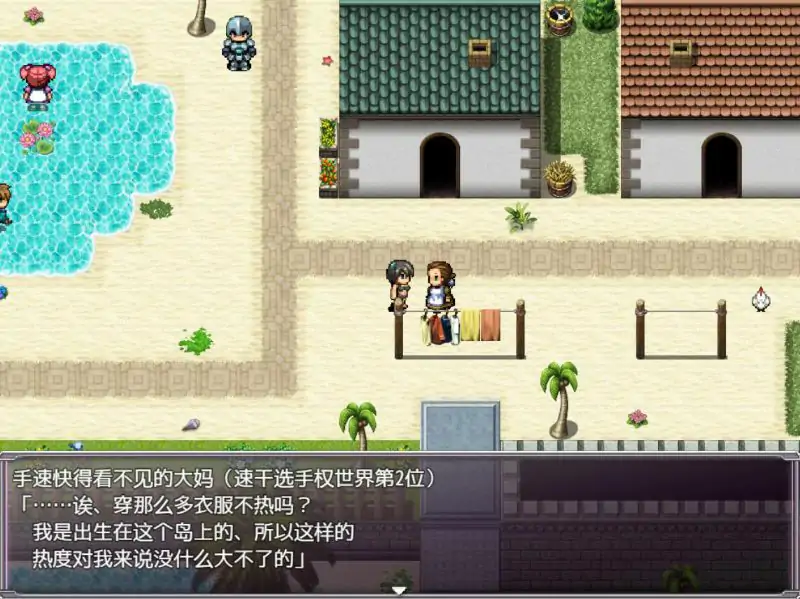 手速快得看不见的大妈（速干选手权世界第2位）
「……诶、穿那么多衣服不热吗？
我是出生在这个岛上的、所以这样的
热度对我来说没什么大不了的」